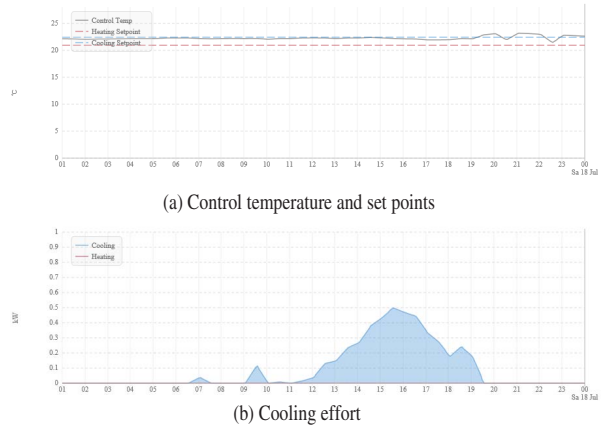 25
20
15
10
5
0
°C
Control Temp
Heating Setpoint
Cooling Setpoint
01 02 03 04 05 06 07 08 09 10 11 12 13 14 15 16 17 18 19 20 21 22 23 00
Sa 18 Jul
(a) Control temperature and set points
1
0.9
0.8
0.7
0.6
0.5
0.4
0.3
0.2
0.1
0
kW
Cooling
Heating
01 02 03 04 05 06 07 08 09 10 11 12 13 14 15 16 17 18 19 20 21 22 23 00
Sa 18 Jul
(b) Cooling effort